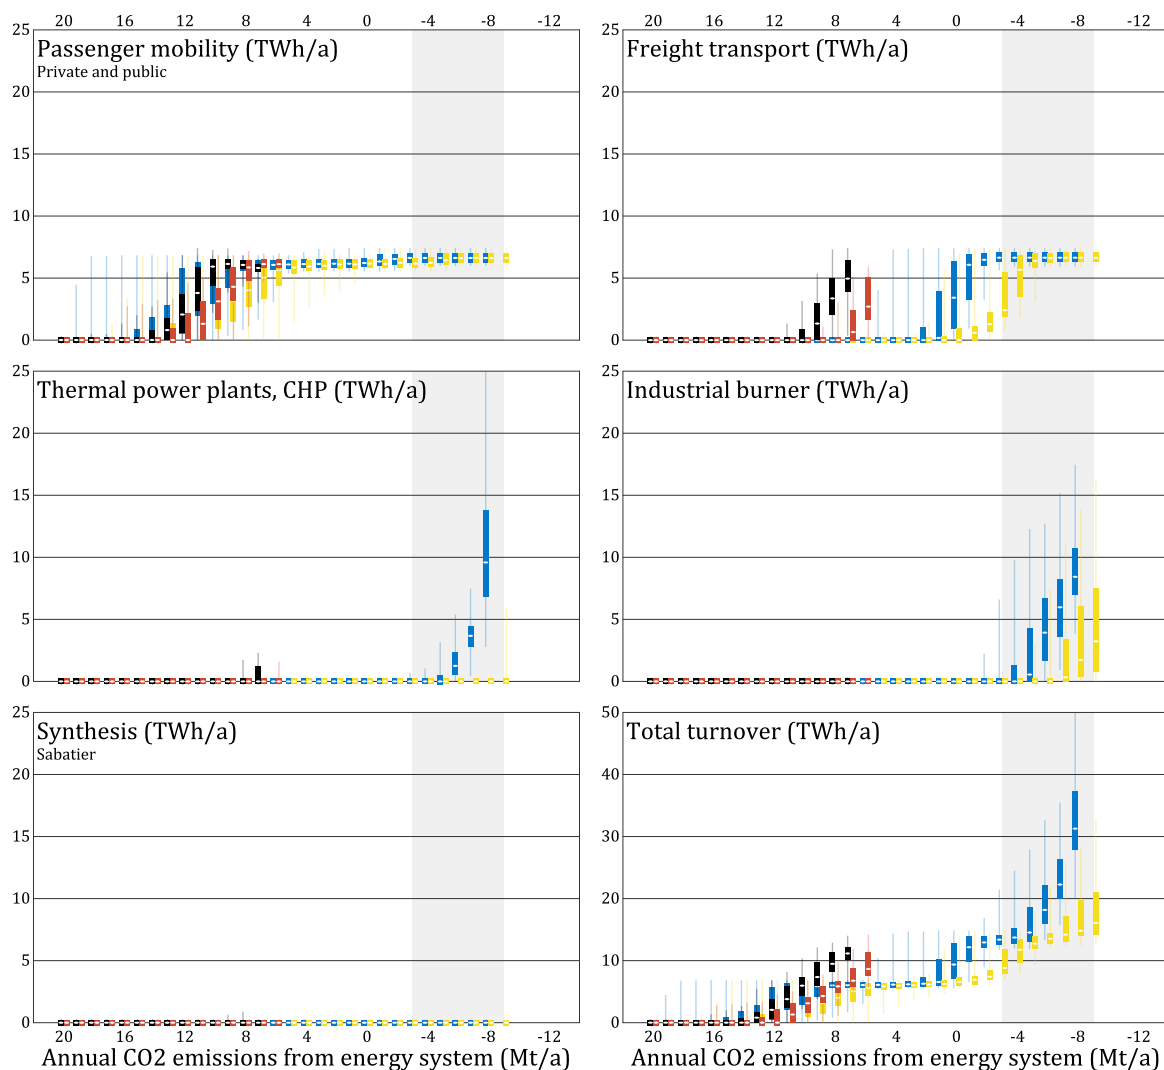 20 16 12 8 4 0 -4 -8 -12
20 16 12 8 4 0 -4 -8 -12
25
Passenger mobility (TWh/a)
Private and public
20
15
10
5
0
25
Freight transport (TWh/a)
20
15
10
5
0
25
Thermal power plants, CHP (TWh/a)
20
15
10
5
0
25
Industrial burner (TWh/a)
20
15
10
5
0
25
Synthesis (TWh/a)
Sabatier
20
15
10
5
0
50
Total turnover (TWh/a)
40
30
20
10
0
20 16 12 8 4 0 -4 -8 -12
Annual CO2 emissions from energy system (Mt/a)
20 16 12 8 4 0 -4 -8 -12
Annual CO2 emissions from energy system (Mt/a)